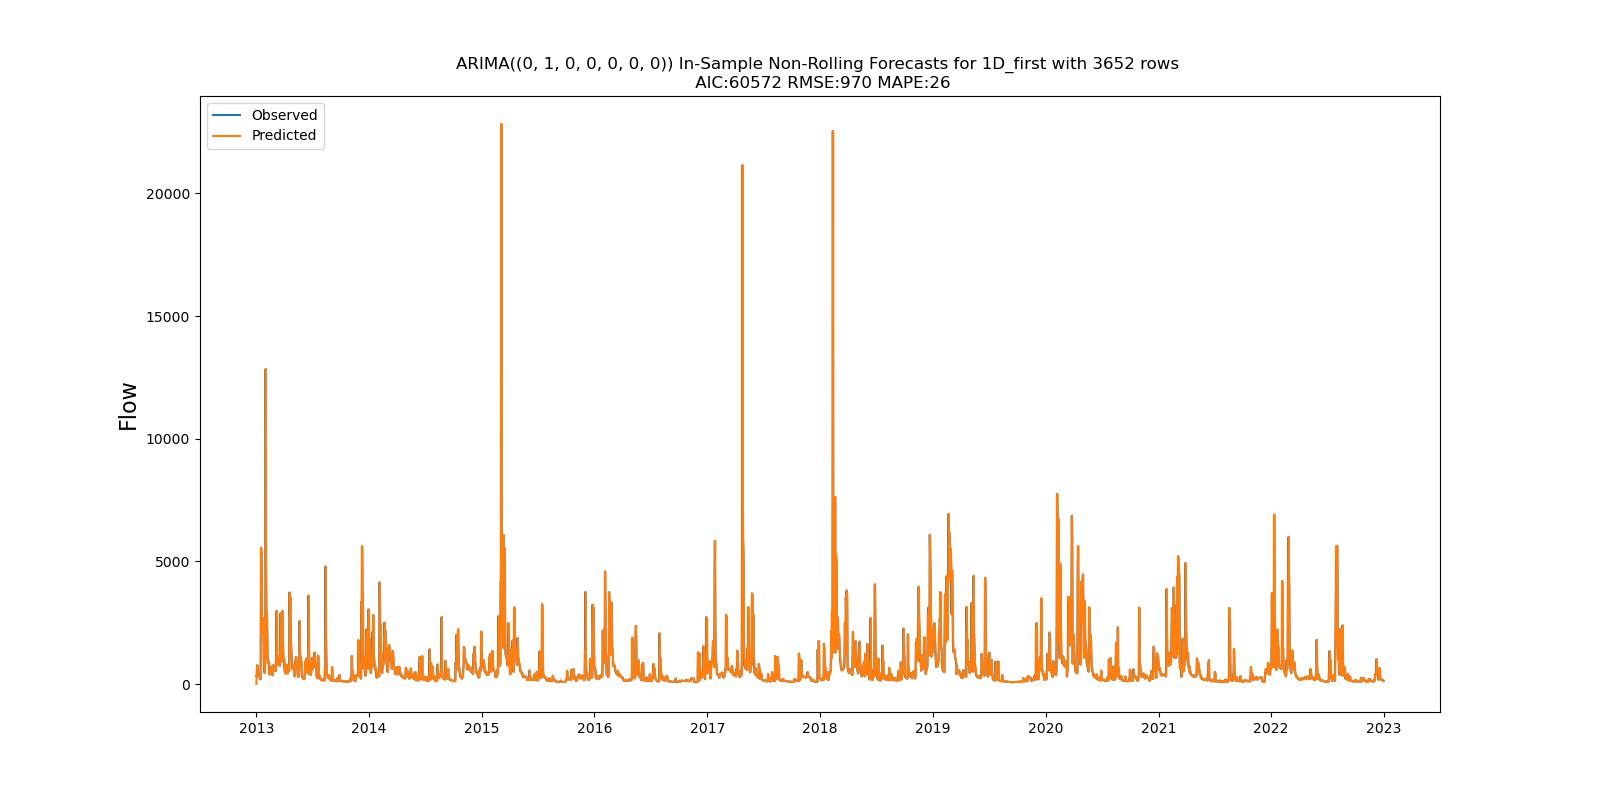 ARIMA((0, 1, 0, 0, 0, 0, 0)) In-Sample Non-Rolling Forecasts for 1D_first with 3652 rows
AIC:60572 RMSE:970 MAPE:26
Observed
Predicted
20000
15000
10000
5000
0
Flow
2013 2014 2015 2016 2017 2018 2019 2020 2021 2022 2023